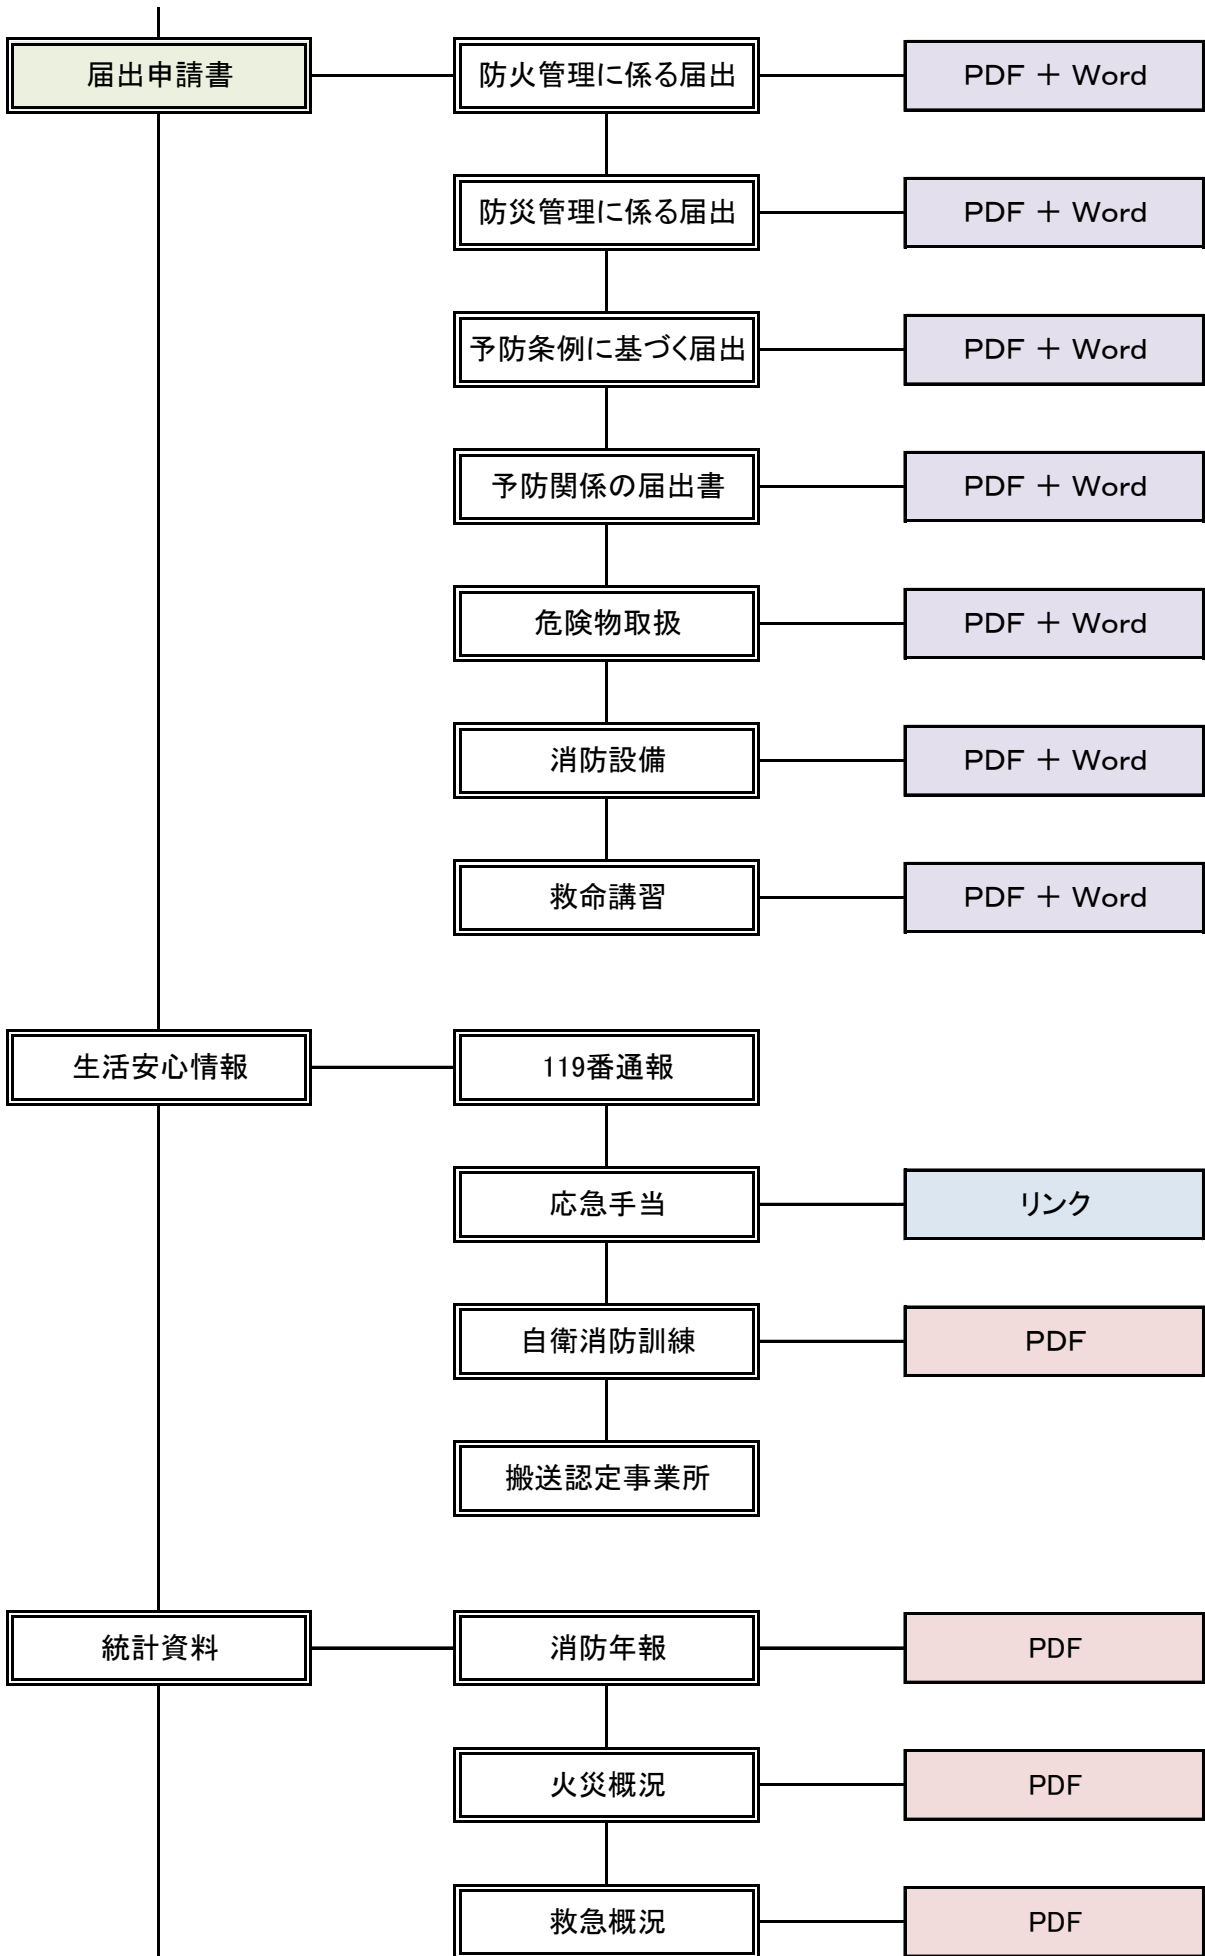 届出申請書
防火管理に係る届出
PDF ＋ Word
防災管理に係る届出
PDF ＋ Word
予防条例に基づく届出
PDF ＋ Word
予防関係の届出書
PDF ＋ Word
危険物取扱
PDF ＋ Word
消防設備
PDF ＋ Word
救命講習
PDF ＋ Word
生活安心情報
119番通報
応急手当
リンク
自衛消防訓練
PDF
搬送認定事業所
統計資料
消防年報
PDF
火災概況
PDF
救急概況
PDF